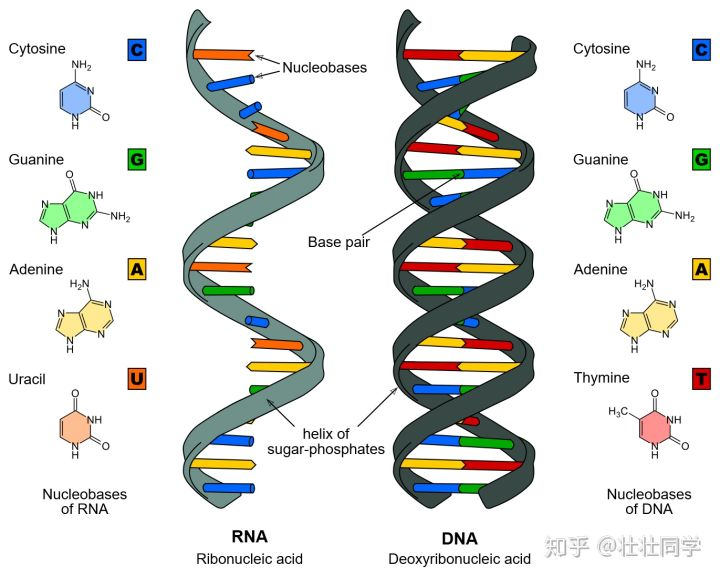 Cytosine
C
NH₂
N
N
H
O
Guanine
G
O
N
NH
N
H
N
NH₂
Adenine
A
H₂N
N
N
N
H
N
Uracil
U
O
NH
N
H
O
Nucleobases
of RNA
Nucleobases
Base pair
helix of
sugar-phosphates
RNA
Ribonucleic acid
DNA
Deoxyribonucleic acid
Cytosine
C
NH₂
N
N
H
O
Guanine
G
O
N
NH
N
H
N
NH₂
Adenine
A
H₂N
N
N
N
H
N
Thymine
T
H₃C
O
NH
N
H
O
Nucleobases
of DNA
知乎 @壮壮同学